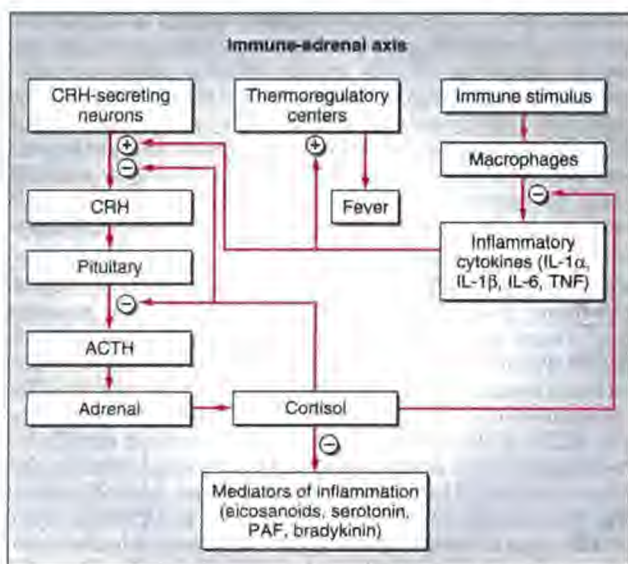 Immune-adrenal axis
CRH-secreting
neurons
Thermoregulatory
centers
Immune stimulus
+
+
−
Macrophages
−
CRH
Fever
Inflammatory
cytokines (IL-1α,
IL-1β, IL-6, TNF)
Pituitary
−
ACTH
Adrenal
Cortisol
−
Mediators of inflammation
(eicosanoids, serotonin,
PAF, bradykinin)